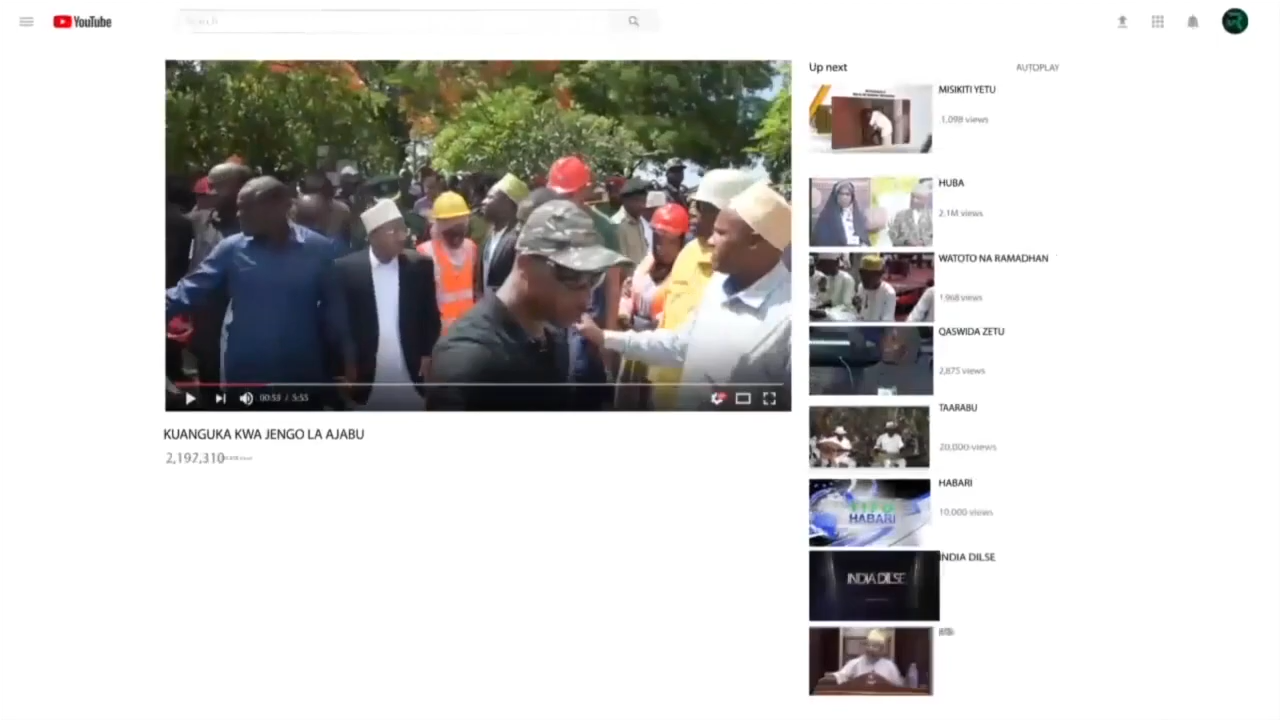 YouTube
Search
Up next
AUTOPLAY
MISIKITI YETU
1,098 views
HUBA
2.1M views
WATOTO NA RAMADHAN
1,968 views
QASWIDA ZETU
2,875 views
TAARABU
20,000 views
HABARI
HABARI
10,000 views
INDIA DILSE
INDIA DILSE
00:53 / 5:55
KUANGUKA KWA JENGO LA AJABU
2,197,310